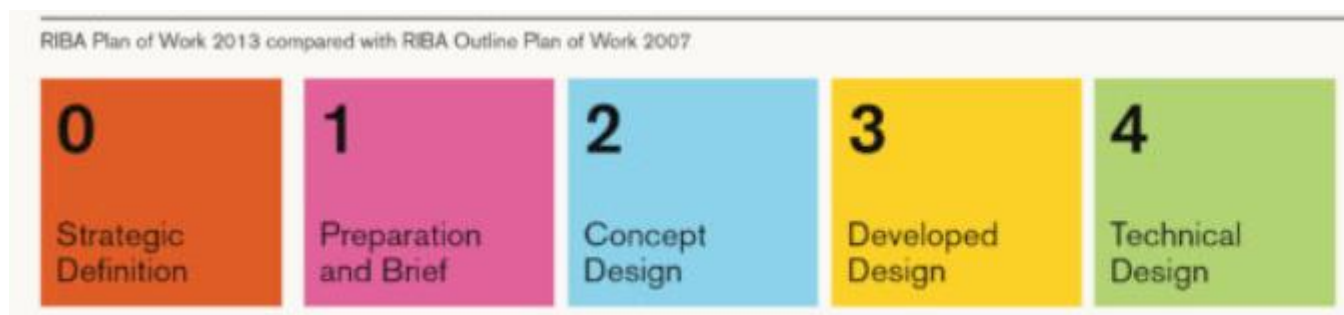 RIBA Plan of Work 2013 compared with RIBA Outline Plan of Work 2007
0
Strategic
Definition
1
Preparation
and Brief
2
Concept
Design
3
Developed
Design
4
Technical
Design